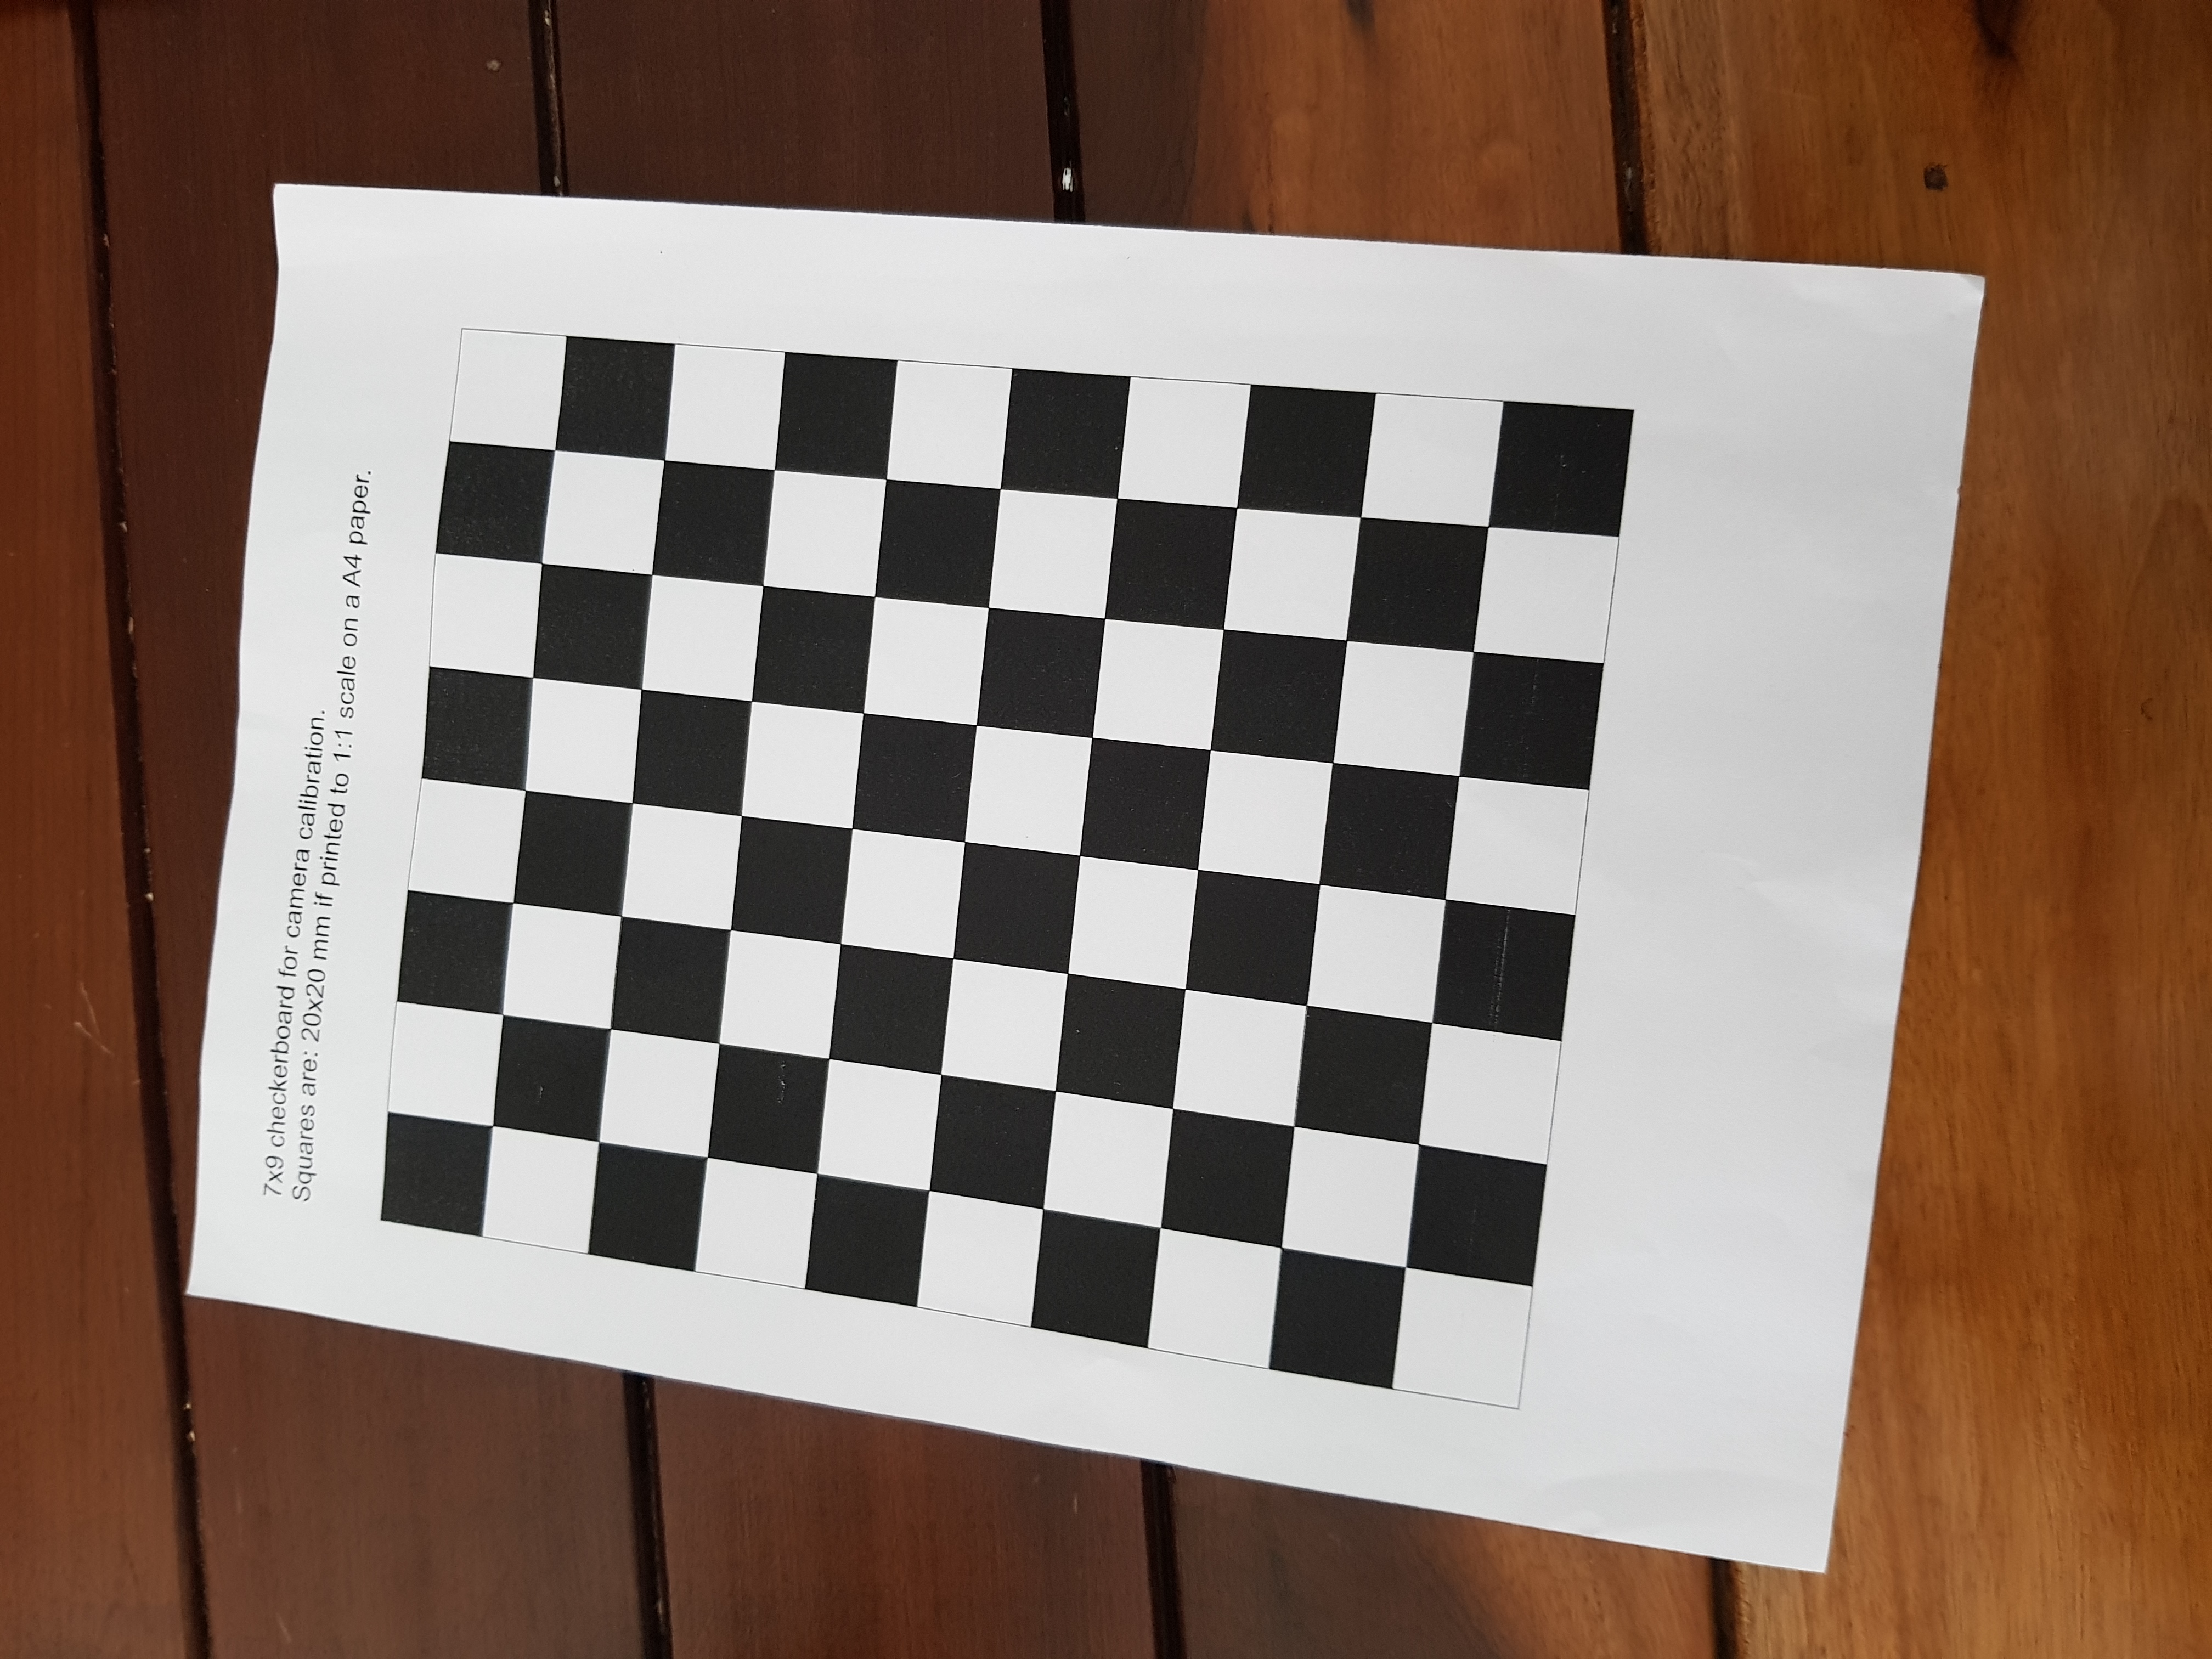 7x9 checkerboard for camera calibration.
Squares are: 20x20 mm if printed to 1:1 scale on a A4 paper.